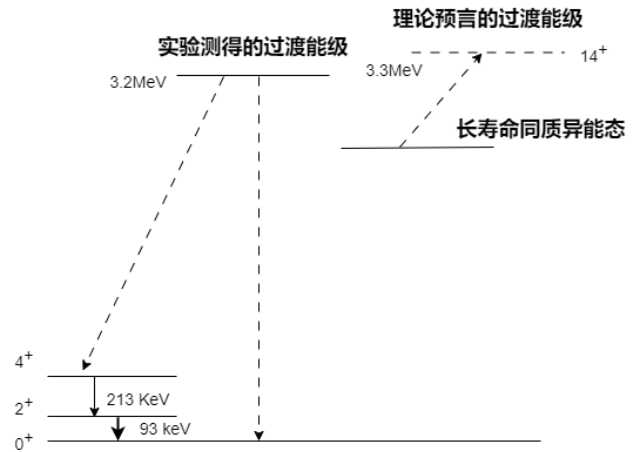 理论预言的过渡能级
实验测得的过渡能级
14⁺
3.3MeV
3.2MeV
长寿命同质异能态
4⁺
213 KeV
2⁺
93 keV
0⁺